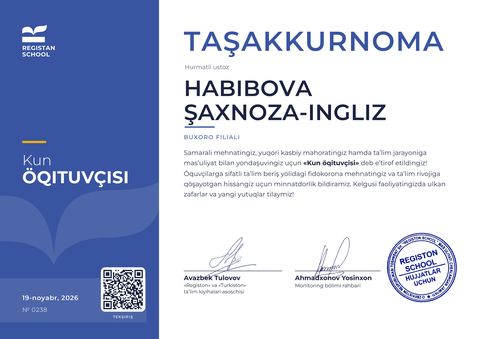 REGISTAN
SCHOOL
Kun
ÖQITUVÇISI
19-noyabr, 2026
№ 0238
TEKŞIRIŞ
TAŞAKKURNOMA
Hurmatli ustoz
HABIBOVA
ŞAXNOZA-INGLIZ
BUXORO FILIALI
Samarali mehnatingiz, yuqori kasbiy mahoratingiz hamda ta'lim jarayoniga
mas'uliyat bilan yondaşuvingiz uçun «Kun öqituvçisi» deb e'tirof etildingiz!
Öquvçilarga sifatli ta'lim beriş yölidagi fidokorona mehnatingiz va ta'lim rivojiga
qöşayotgan hissangiz uçun minnatdorlik bildiramiz. Kelgusi faoliyatingizda ulkan
zafarlar va yangi yutuqlar tilaymiz!
Avazbek Tulovov
«Registon» va «Turkiston»
ta'lim loyihalari asosçhisi
Ahmadxonov Yosinxon
Monitoring bölimi rahbari
REGISTON
SCHOOL
HUJJATLAR
UCHUN